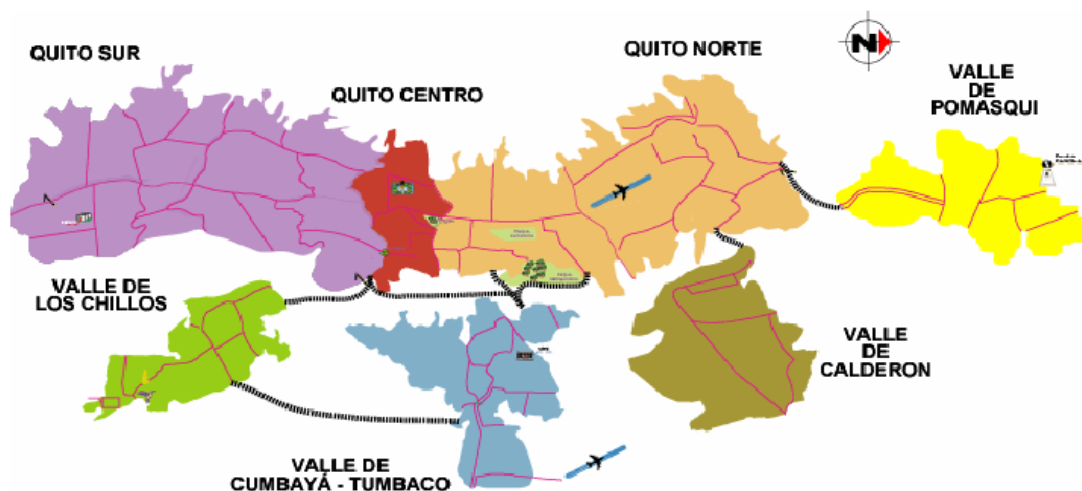 QUITO SUR
QUITO CENTRO
QUITO NORTE
N
VALLE
DE
POMASQUI
VALLE DE
LOS CHILLOS
VALLE
DE
CALDERON
VALLE DE
CUMBAYÁ - TUMBACO